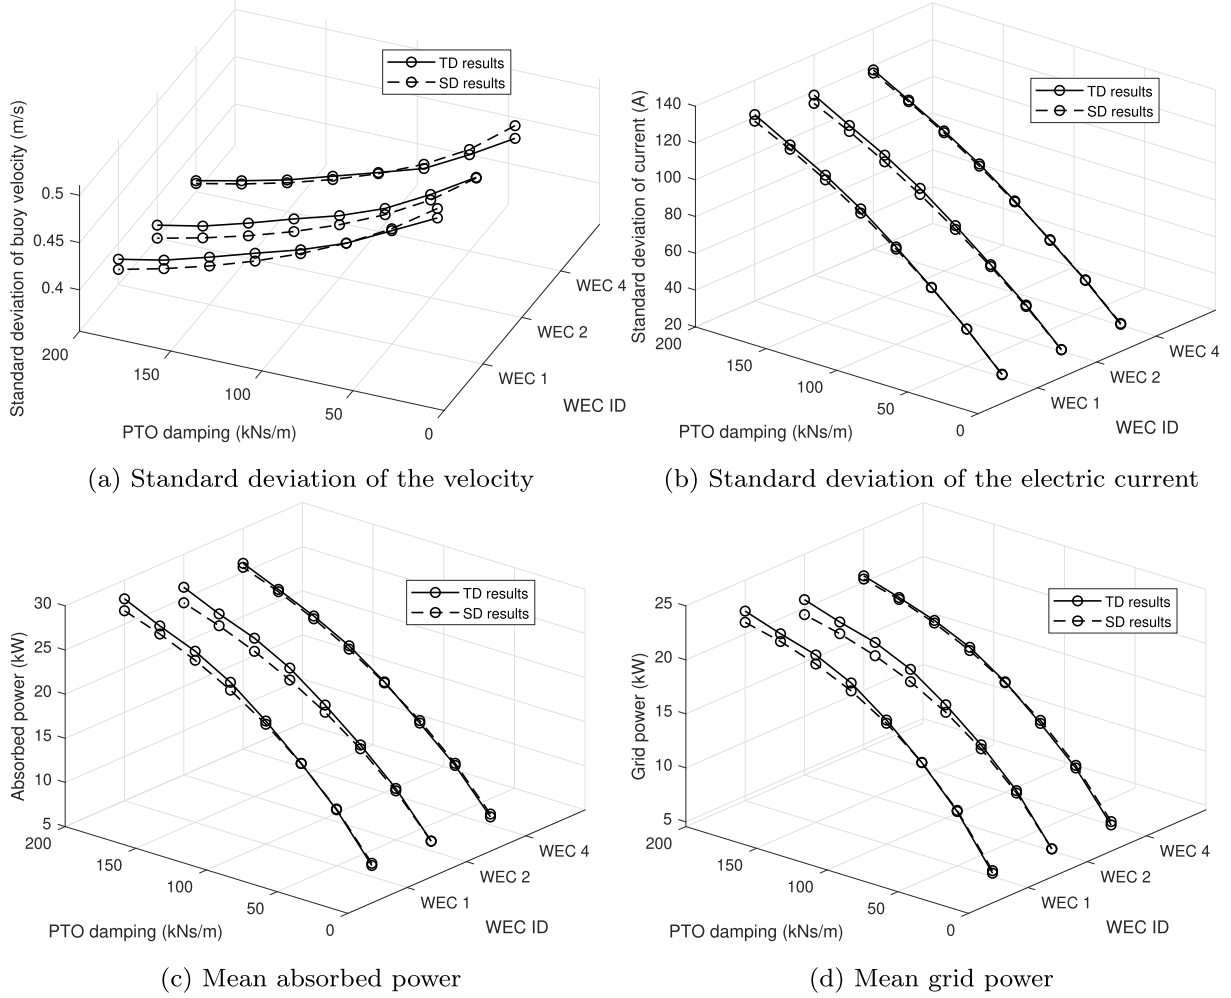 TD results
SD results
Standard deviation of buoy velocity (m/s)
0.5
0.45
0.4
200
150
100
50
0
PTO damping (kNs/m)
WEC 1
WEC 2
WEC 4
WEC ID
(a) Standard deviation of the velocity
TD results
SD results
Standard deviation of current (A)
140
120
100
80
60
40
20
200
150
100
50
0
PTO damping (kNs/m)
WEC 1
WEC 2
WEC 4
WEC ID
(b) Standard deviation of the electric current
TD results
SD results
Absorbed power (kW)
30
25
20
15
10
5
200
150
100
50
0
PTO damping (kNs/m)
WEC 1
WEC 2
WEC 4
WEC ID
(c) Mean absorbed power
TD results
SD results
Grid power (kW)
25
20
15
10
5
200
150
100
50
0
PTO damping (kNs/m)
WEC 1
WEC 2
WEC 4
WEC ID
(d) Mean grid power